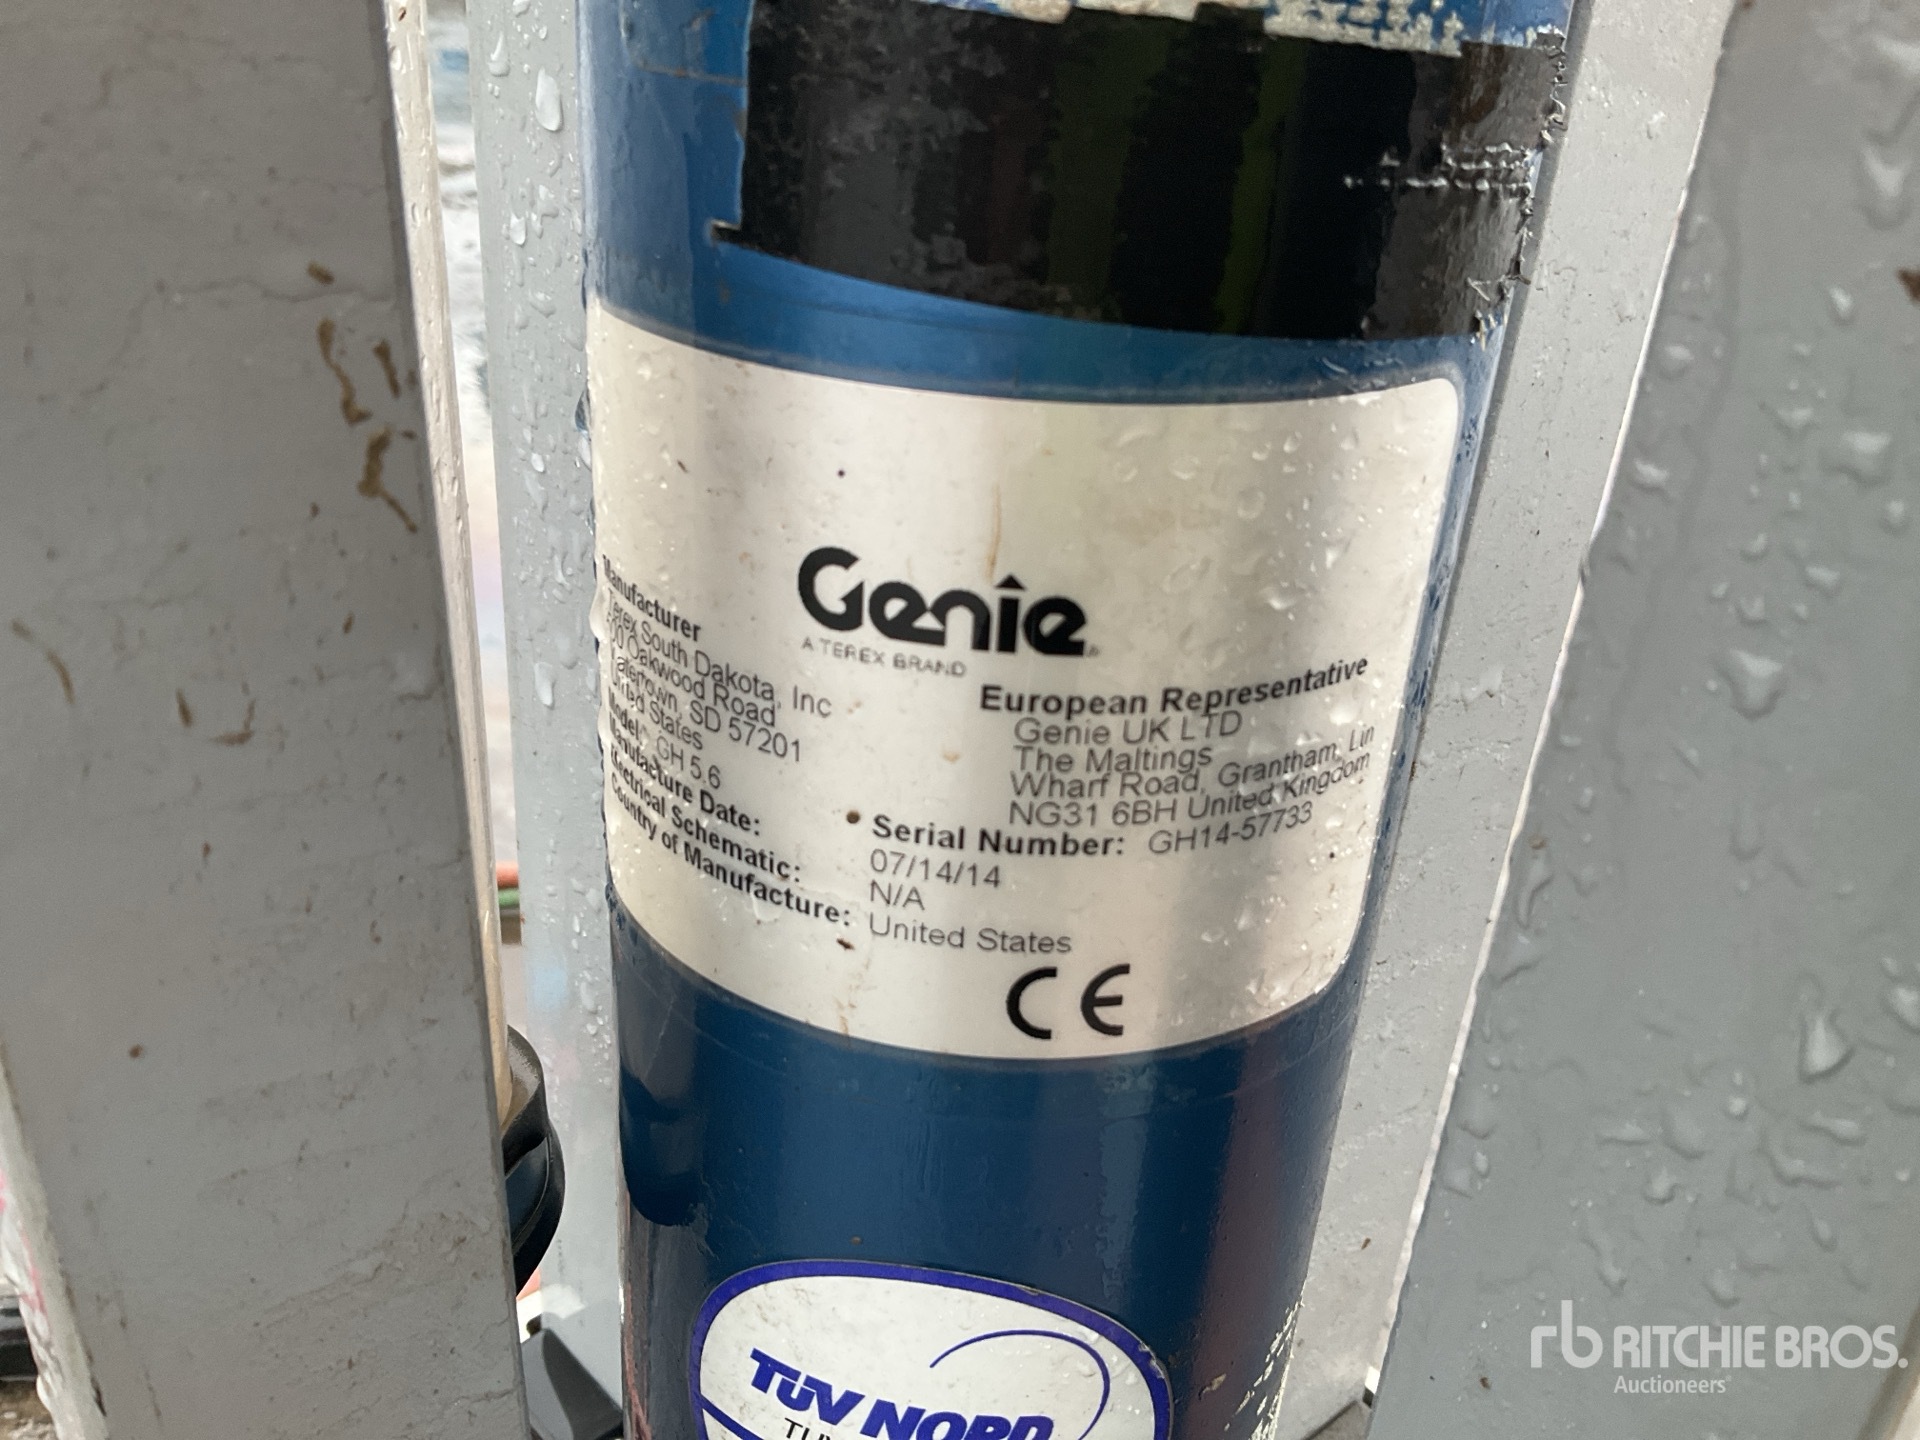 Genie
A TEREX BRAND
Manufacturer
Terex South Dakota, Inc
Oakwood Road
Watertown, SD 57201
United States
Model: GH 5.6
Manufacture Date: 07/14/14
Electrical Schematic: N/A
Country of Manufacture: United States
European Representative
Genie UK LTD
The Maltings
Wharf Road, Grantham, Lin
NG31 6BH United Kingdom
Serial Number: GH14-57733
CE
TÜV NORD
rb RITCHIE BROS.
Auctioneers